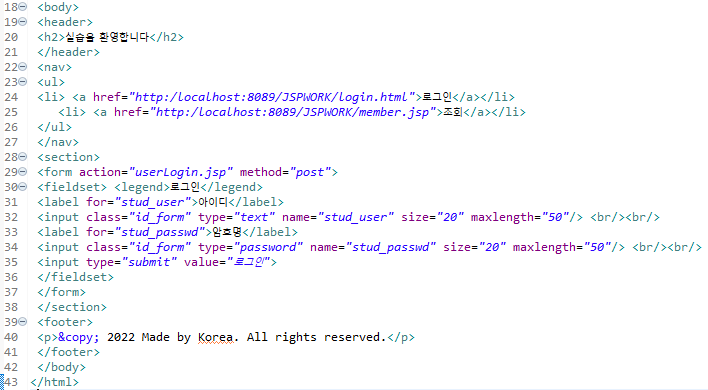 18 <body>
19 <header>
20 <h2>실습을 환영합니다</h2>
21 </header>
22 <nav>
23 <ul>
24 <li> <a href="http:/localhost:8089/JSPWORK/login.html">로그인</a></li>
25 <li> <a href="http:/localhost:8089/JSPWORK/member.jsp">조회</a></li>
26 </ul>
27 </nav>
28 <section>
29 <form action="userLogin.jsp" method="post">
30 <fieldset> <legend>로그인</legend>
31 <label for="stud_user">아이디</label>
32 <input class="id_form" type="text" name="stud_user" size="20" maxlength="50"/> <br/><br/>
33 <label for="stud_passwd">암호명</label>
34 <input class="id_form" type="password" name="stud_passwd" size="20" maxlength="50"/> <br/><br/>
35 <input type="submit" value="로그인">
36 </fieldset>
37 </form>
38 </section>
39 <footer>
40 <p>&copy; 2022 Made by Korea. All rights reserved.</p>
41 </footer>
42 </body>
43 </html>